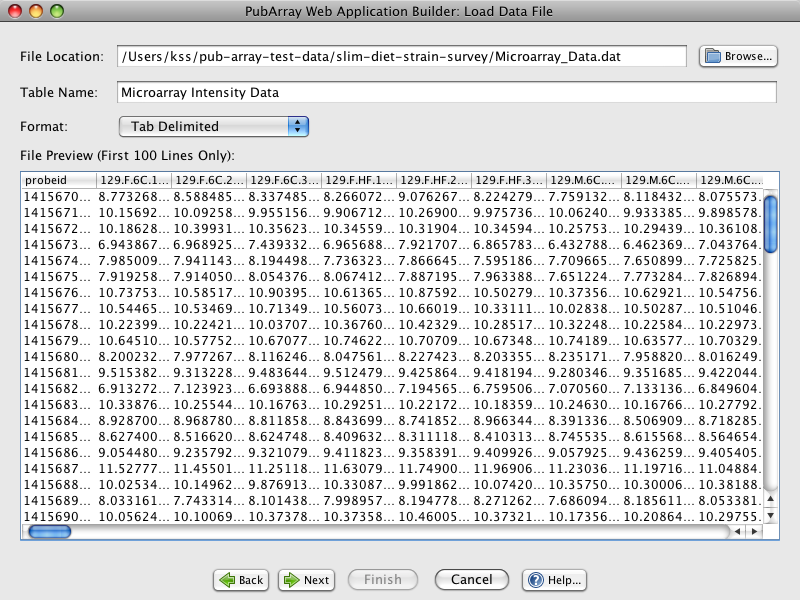 PubArray Web Application Builder: Load Data File
File Location: /Users/kss/pub-array-test-data/slim-diet-strain-survey/Microarray_Data.dat Browse...
Table Name: Microarray Intensity Data
Format: Tab Delimited
File Preview (First 100 Lines Only):
probeid 129.F.6C.1... 129.F.6C.2... 129.F.6C.3... 129.F.HF.1... 129.F.HF.2... 129.F.HF.3... 129.M.6C.... 129.M.6C.... 129.M.6C...
1415670... 8.773268... 8.588485... 8.337485... 8.266072... 9.076267... 8.224279... 7.759132... 8.118432... 8.075573.
1415671... 10.15692... 10.09258... 9.955156... 9.906712... 10.26900... 9.975736... 10.06240... 9.933385... 9.898578.
1415672... 10.18628... 10.39931... 10.35623... 10.34559... 10.31904... 10.34594... 10.25753... 10.29439... 10.36108.
1415673... 6.943867... 6.968925... 7.439332... 6.965688... 7.921707... 6.865783... 6.432788... 6.462369... 7.043764.
1415674... 7.985009... 7.941143... 8.194498... 7.736323... 7.866645... 7.595186... 7.709665... 7.650899... 7.725825.
1415675... 7.919258... 7.914050... 8.054376... 8.067412... 7.887195... 7.963388... 7.651224... 7.773284... 7.826894.
1415676... 10.73753... 10.58517... 10.90395... 10.61365... 10.87592... 10.50279... 10.37356... 10.62921... 10.54756.
1415677... 10.54465... 10.53469... 10.71349... 10.56073... 10.66019... 10.33111... 10.02838... 10.50287... 10.51046.
1415678... 10.22399... 10.22421... 10.03707... 10.36760... 10.42329... 10.28517... 10.32248... 10.22584... 10.22973.
1415679... 10.64510... 10.57752... 10.67077... 10.74622... 10.70709... 10.67348... 10.74189... 10.63577... 10.70329.
1415680... 8.200232... 7.977267... 8.116246... 8.047561... 8.227423... 8.203355... 8.235171... 7.958820... 8.016249.
1415681... 9.515382... 9.313228... 9.483644... 9.512479... 9.425864... 9.418194... 9.280346... 9.351685... 9.422044.
1415682... 6.913272... 7.123923... 6.693888... 6.944850... 7.194565... 6.759506... 7.070560... 7.133136... 6.849604.
1415683... 10.33876... 10.25544... 10.16763... 10.29251... 10.22172... 10.18359... 10.24630... 10.16766... 10.27792.
1415684... 8.928700... 8.968780... 8.811858... 8.843699... 8.741852... 8.966344... 8.391336... 8.506909... 8.718285.
1415685... 8.627400... 8.516620... 8.624748... 8.409632... 8.311118... 8.410313... 8.745535... 8.615568... 8.564654.
1415686... 9.054480... 9.235792... 9.321079... 9.411823... 9.358391... 9.409926... 9.057925... 9.436259... 9.405405.
1415687... 11.52777... 11.45501... 11.25118... 11.63079... 11.74900... 11.96906... 11.23036... 11.19716... 11.04884.
1415688... 10.02534... 10.14962... 9.876913... 10.33087... 9.991862... 10.07420... 10.35750... 10.30006... 10.38188.
1415689... 8.033161... 7.743314... 8.101438... 7.998957... 8.194778... 8.271262... 7.686094... 8.185611... 8.053381.
1415690... 10.05624... 10.10069... 10.37378... 10.37358... 10.46005... 10.37321... 10.17356... 10.20864... 10.29755.
Back Next Finish Cancel Help...